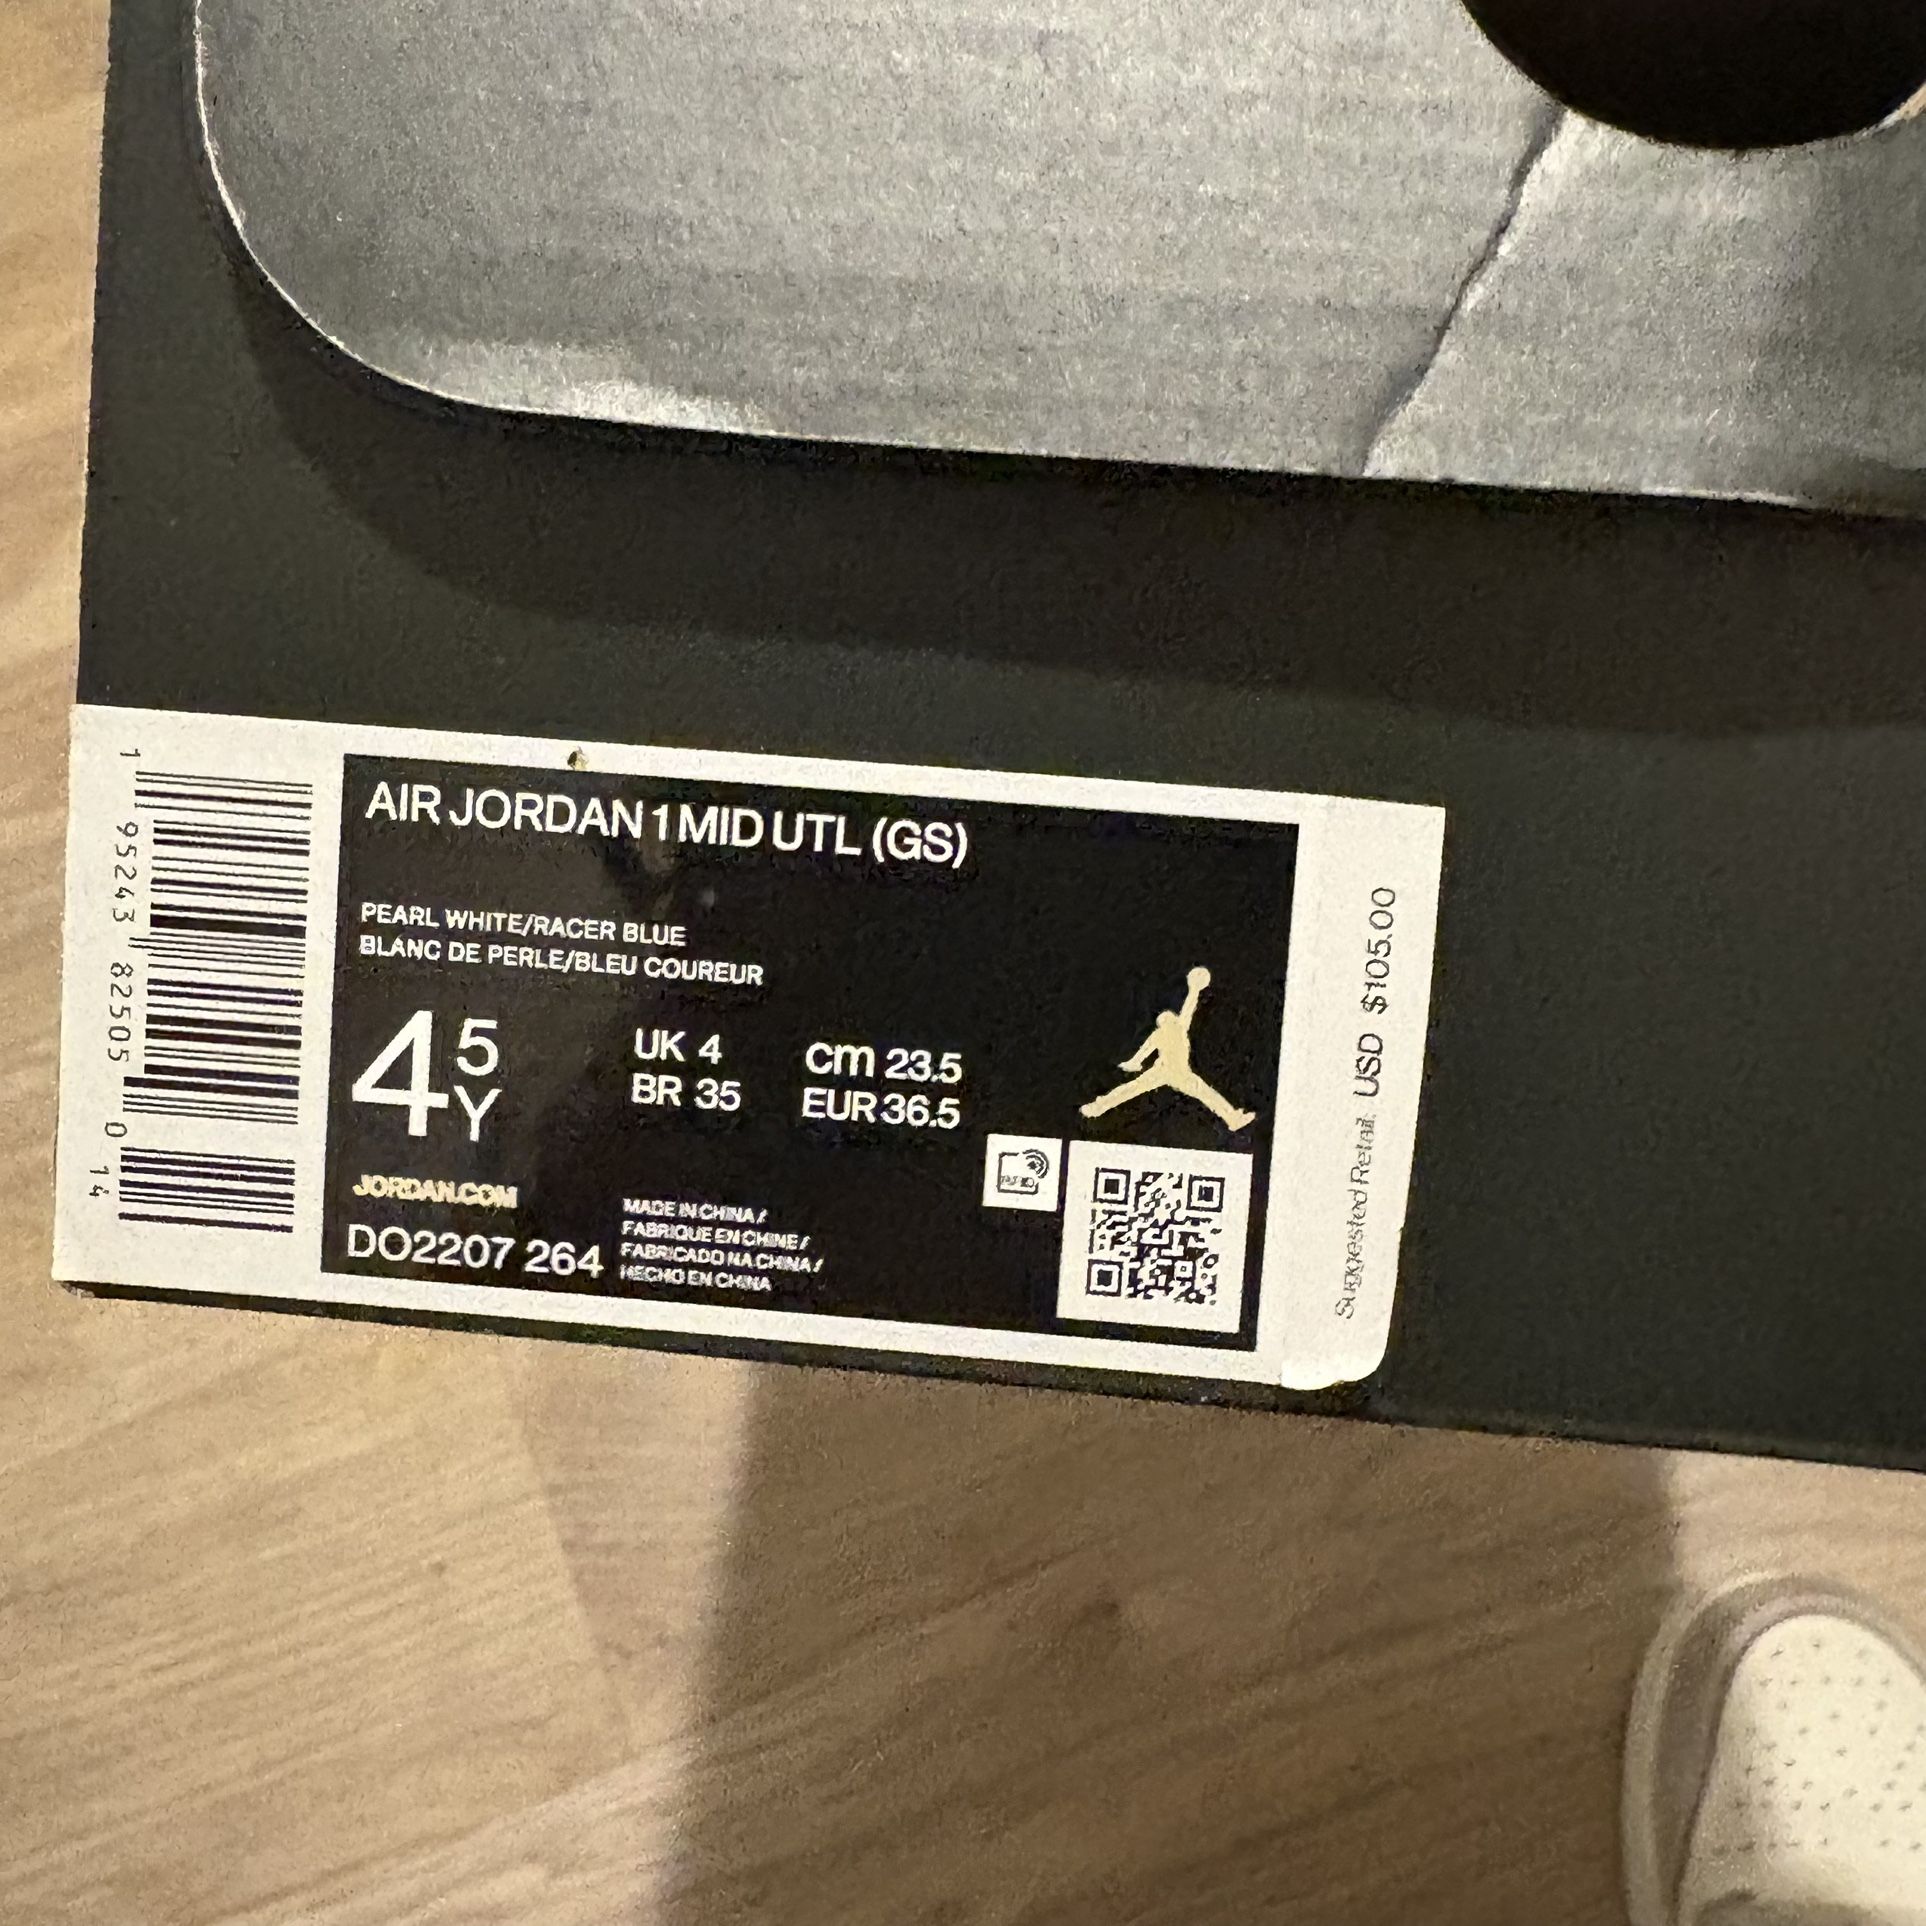 AIR JORDAN 1 MID UTL (GS)
PEARL WHITE/RACER BLUE
BLANC DE PERLE/BLEU COUREUR
4 5 Y
UK 4
BR 35
cm 23.5
EUR 36.5
JORDAN.COM
DO2207 264
MADE IN CHINA /
FABRIQUE EN CHINE /
FABRICADO NA CHINA /
HECHO EN CHINA
1 95243 82505 0 14
Suggested Retail USD $105.00